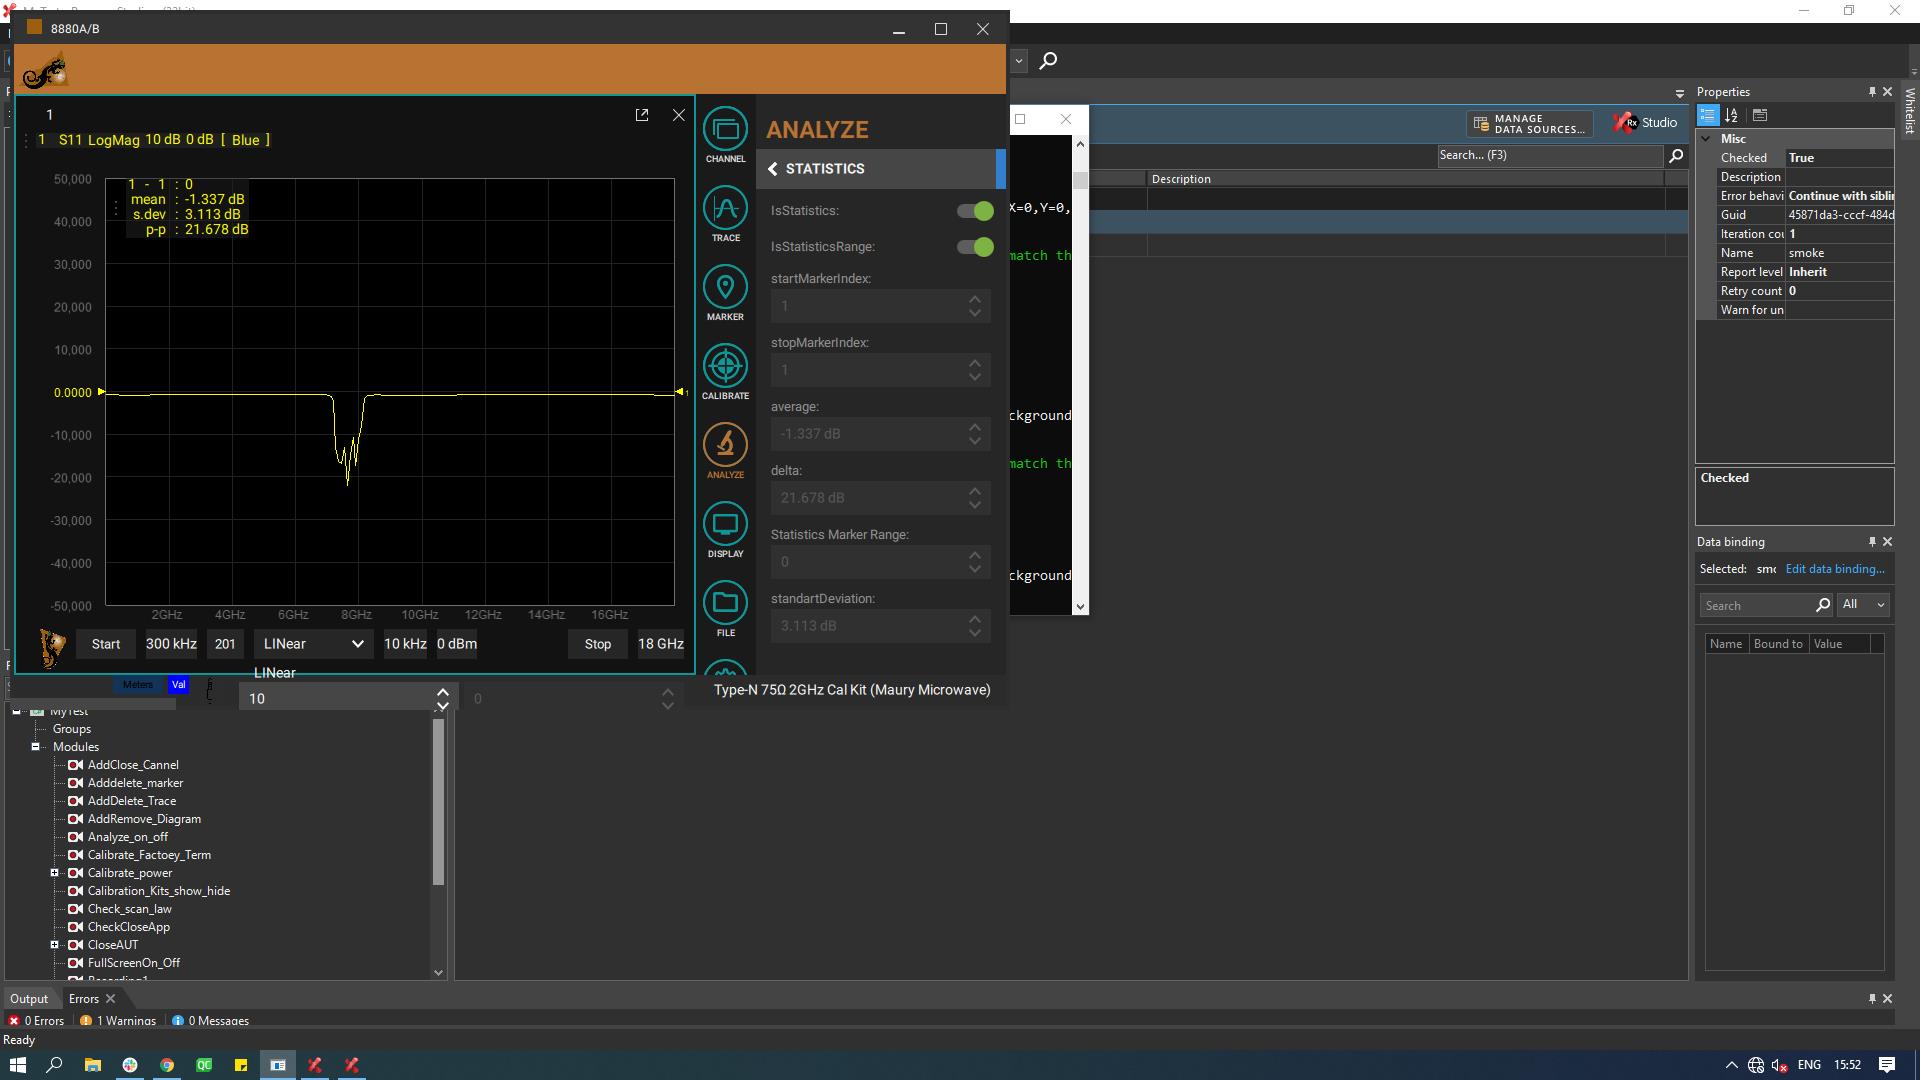 8880A/B
1
1 S11 LogMag 10 dB 0 dB [ Blue ]
1 - 1 : 0
mean : -1.337 dB
s.dev : 3.113 dB
p-p : 21.678 dB
50,000
40,000
30,000
20,000
10,000
0.0000
-10,000
-20,000
-30,000
-40,000
-50,000
1
2GHz 4GHz 6GHz 8GHz 10GHz 12GHz 14GHz 16GHz
Start 300 kHz 201 LINear 10 kHz 0 dBm Stop 18 GHz
LINear
Meters Val
10
0
Type-N 75Ω 2GHz Cal Kit (Maury Microwave)
CHANNEL
TRACE
MARKER
CALIBRATE
ANALYZE
DISPLAY
FILE
ANALYZE
STATISTICS
IsStatistics:
IsStatisticsRange:
startMarkerIndex:
1
stopMarkerIndex:
1
average:
-1.337 dB
delta:
21.678 dB
Statistics Marker Range:
0
standartDeviation:
3.113 dB
X=0,Y=0,
match th
ckground
match th
ckground
MANAGE
DATA SOURCES...
Rx Studio
Search... (F3)
Description
Properties
Misc
Checked True
Description
Error behavi Continue with siblin
Guid 45871da3-cccf-484d
Iteration cou 1
Name smoke
Report level Inherit
Retry count 0
Warn for un
Checked
Whitelist
Data binding
Selected: smo Edit data binding...
Search All
Name Bound to Value
MyTest
Groups
Modules
AddClose_Cannel
Adddelete_marker
AddDelete_Trace
AddRemove_Diagram
Analyze_on_off
Calibrate_Factoey_Term
Calibrate_power
Calibration_Kits_show_hide
Check_scan_law
CheckCloseApp
CloseAUT
FullScreenOn_Off
Recording1
Output Errors
0 Errors 1 Warnings 0 Messages
Ready
QC
ENG 15:52